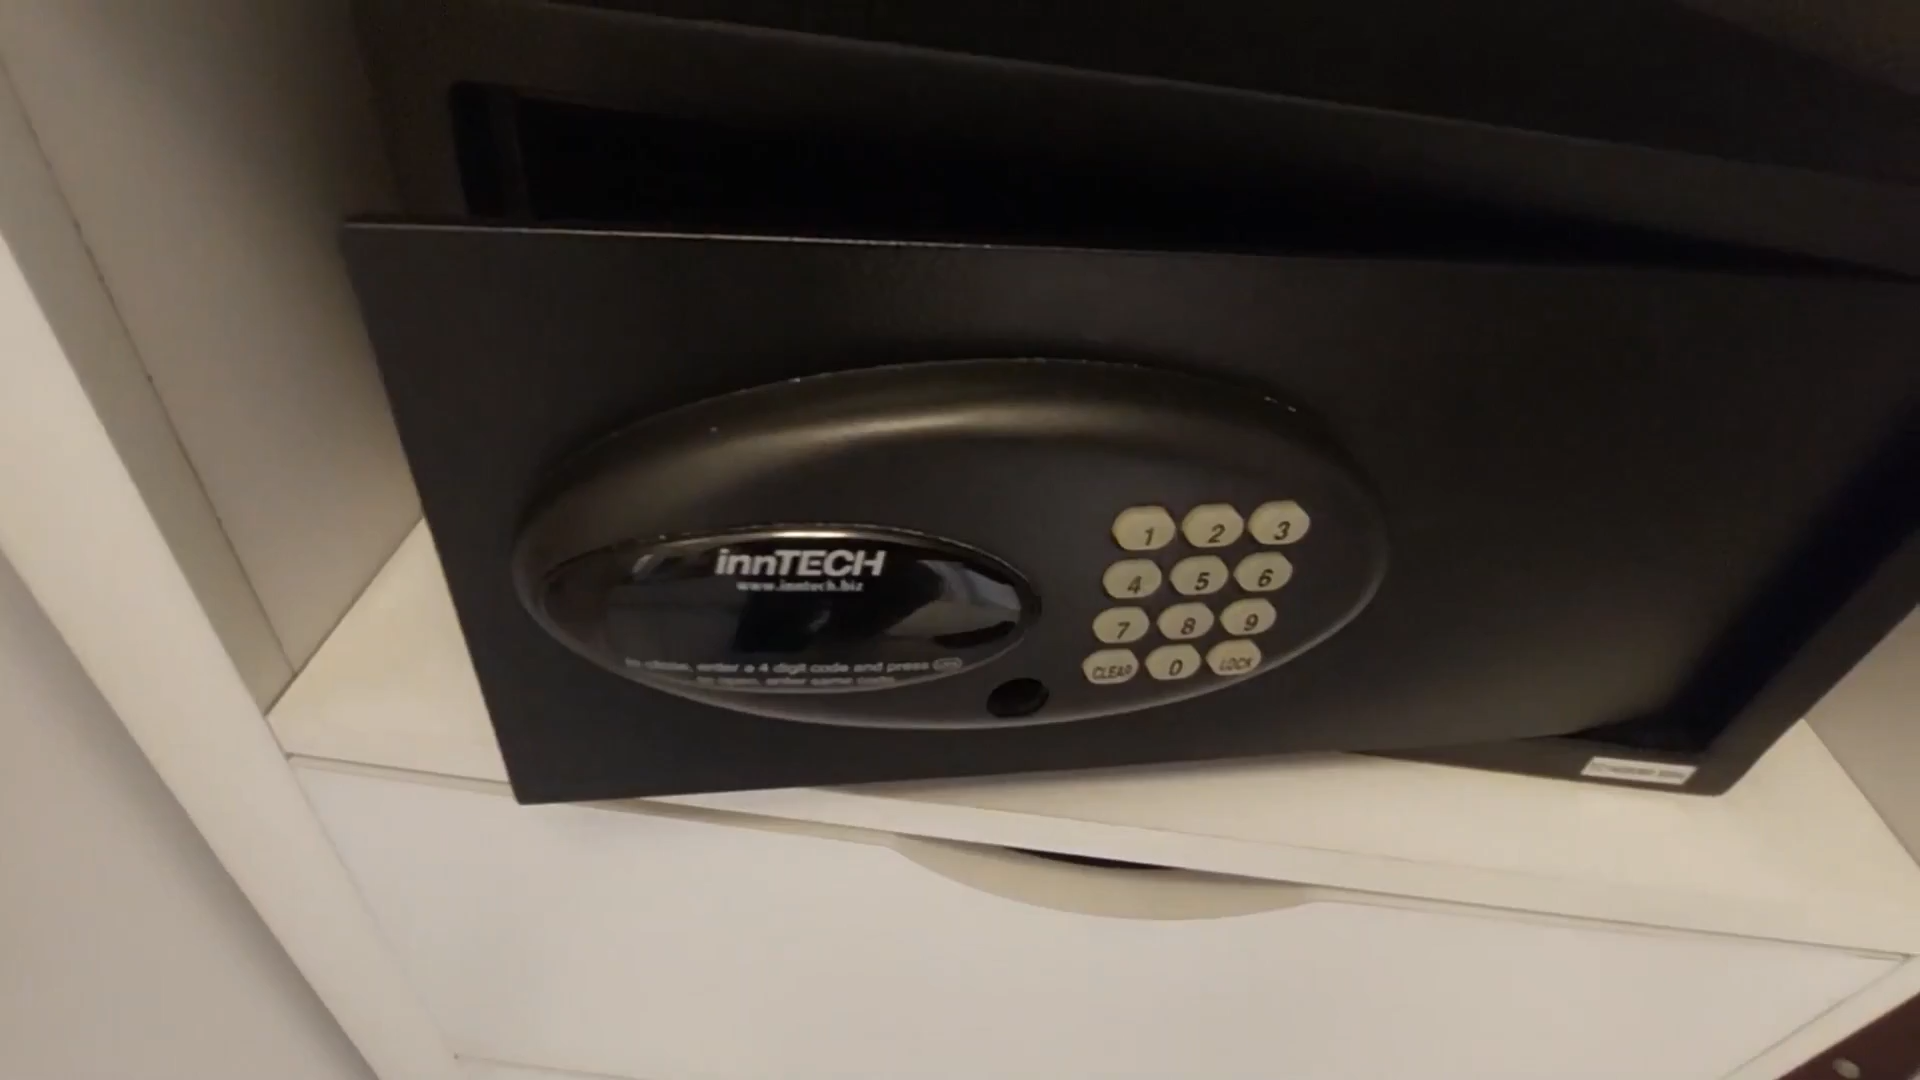 innTECH
www.inntech.biz
to close, enter a 4 digit code and press
to open, enter same code
1 2 3
4 5 6
7 8 9
CLEAR 0 LOCK